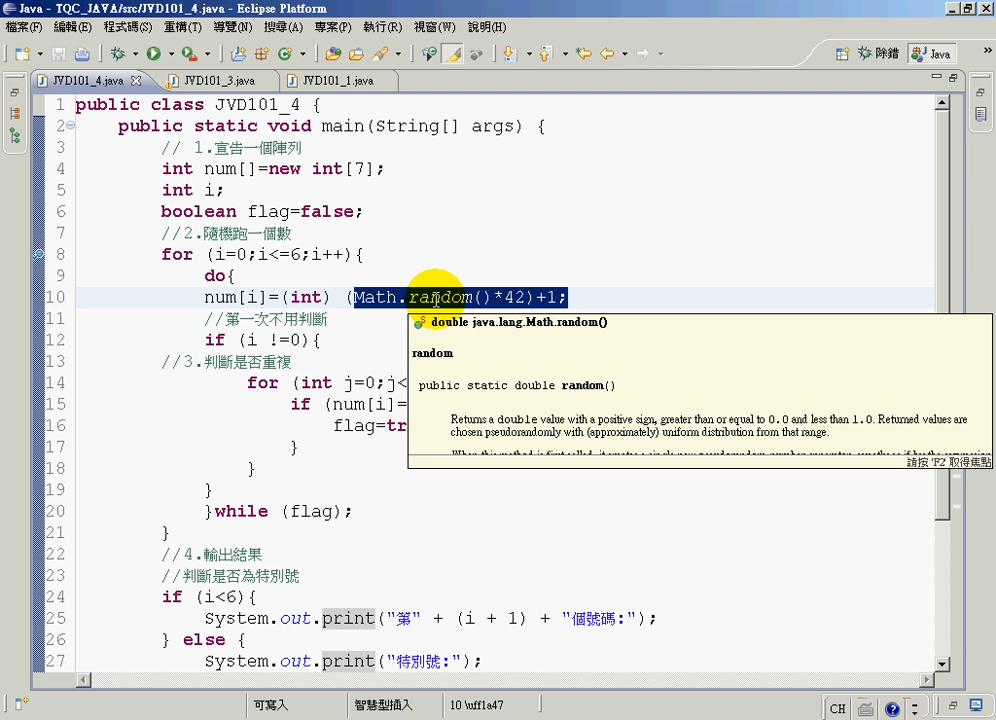 Java - TQC_JAVA/src/JVD101_4.java - Eclipse Platform
檔案(F) 編輯(E) 程式碼(S) 重構(T) 導覽(N) 搜尋(A) 專案(P) 執行(R) 視窗(W) 說明(H)
除錯 Java
JVD101_4.java JVD101_3.java JVD101_1.java
1 public class JVD101_4 {
2 public static void main(String[] args) {
3 // 1.宣告一個陣列
4 int num[]=new int[7];
5 int i;
6 boolean flag=false;
7 //2.隨機跑一個數
8 for (i=0;i<=6;i++){
9 do{
10 num[i]=(int) (Math.random()*42)+1;
11 //第一次不用判斷
12 if (i !=0){
13 //3.判斷是否重複
14 for (int j=0;j<
15 if (num[i]=
16 flag=tr
17 }
18 }
19 }
20 }while (flag);
21 }
22 //4.輸出結果
23 //判斷是否為特別號
24 if (i<6){
25 System.out.print("第" + (i + 1) + "個號碼:");
26 } else {
27 System.out.print("特別號:");
double java.lang.Math.random()
random
public static double random()
Returns a double value with a positive sign, greater than or equal to 0.0 and less than 1.0. Returned values are
chosen pseudorandomly with (approximately) uniform distribution from that range.
請按 'F2' 取得焦點
可寫入 智慧型插入 10 \uff1a47
CH